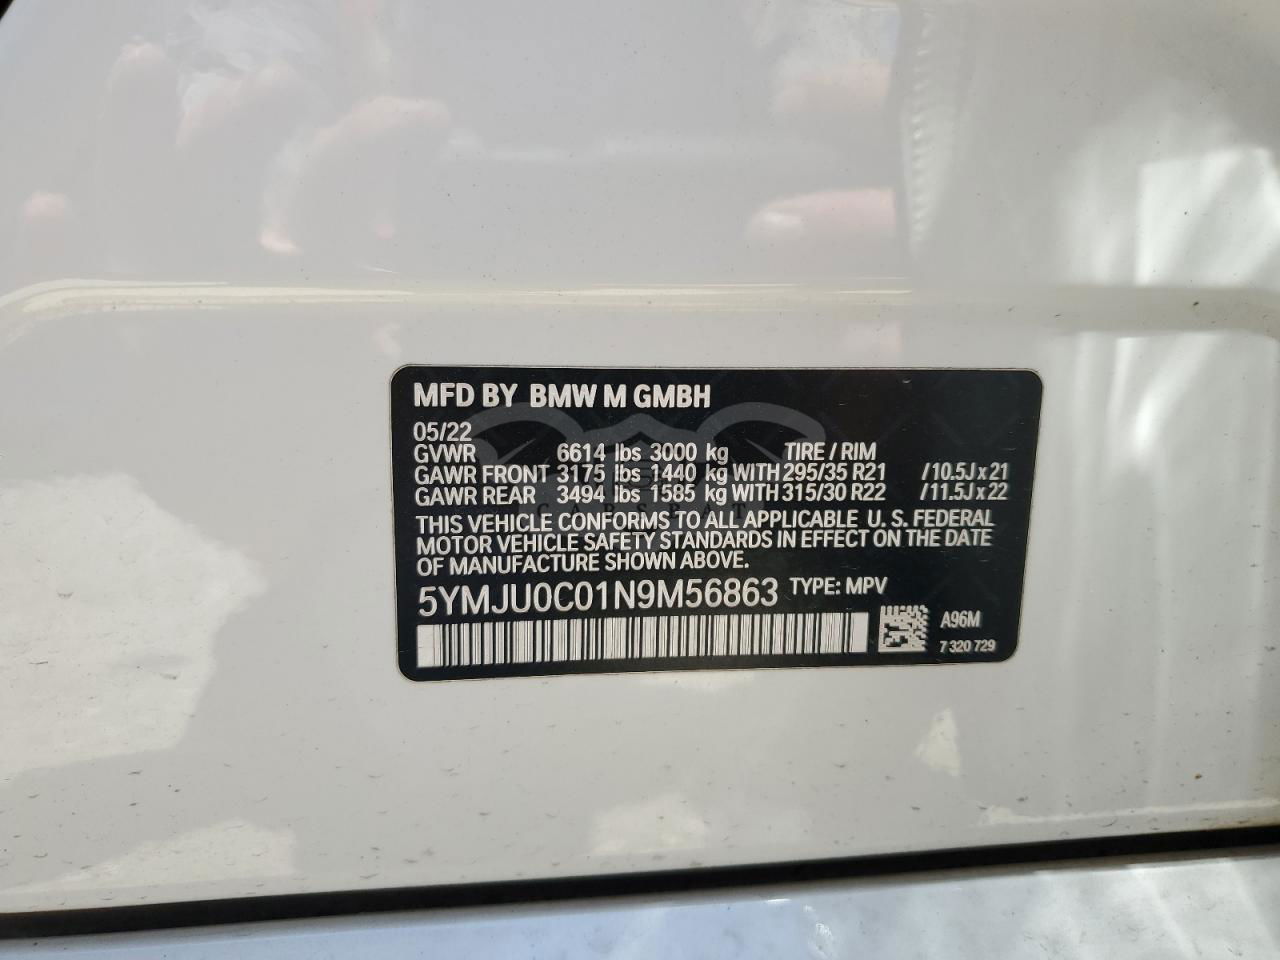 MFD BY BMW M GMBH
05/22
GVWR 6614 lbs 3000 kg TIRE / RIM
GAWR FRONT 3175 lbs 1440 kg WITH 295/35 R21 /10.5J x 21
GAWR REAR 3494 lbs 1585 kg WITH 315/30 R22 /11.5J x 22
CARSBAT
THIS VEHICLE CONFORMS TO ALL APPLICABLE U. S. FEDERAL
MOTOR VEHICLE SAFETY STANDARDS IN EFFECT ON THE DATE
OF MANUFACTURE SHOWN ABOVE.
5YMJU0C01N9M56863 TYPE: MPV
A96M
7 320 729